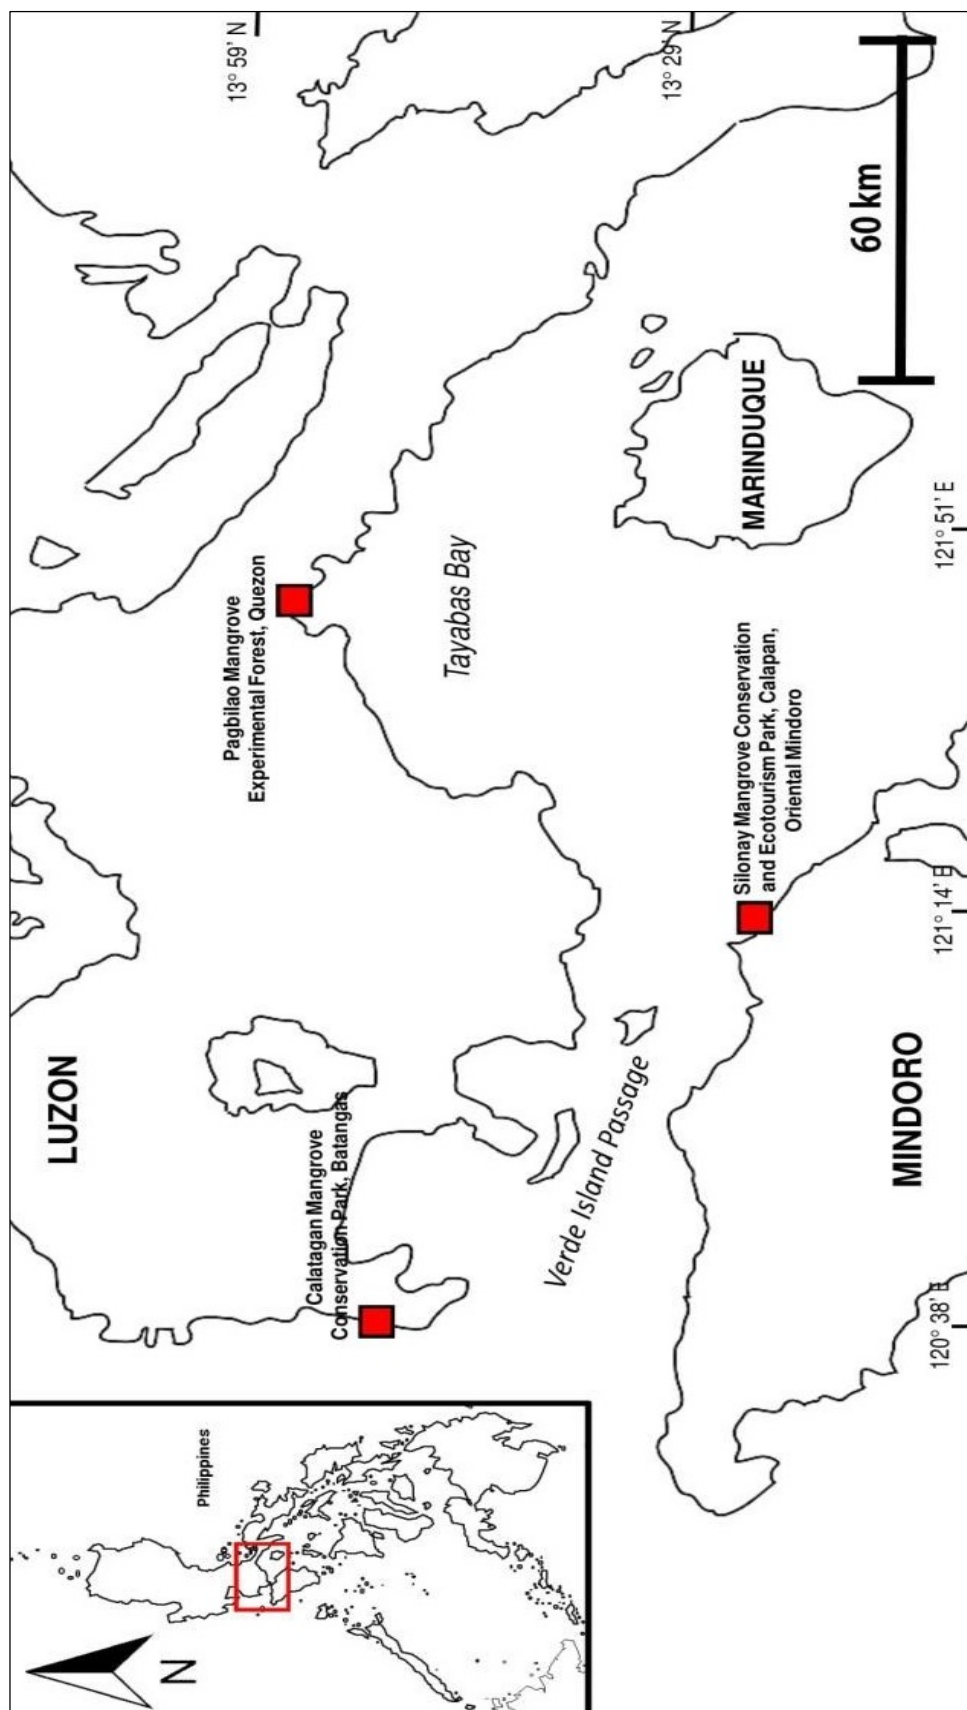 Philippines
N
LUZON
Calatagan Mangrove
Conservation Park, Batangas
Pagbilao Mangrove
Experimental Forest, Quezon
13° 59' N
Tayabas Bay
Verde Island Passage
MARINDUQUE
Silonay Mangrove Conservation
and Ecotourism Park, Calapan,
Oriental Mindoro
13° 29' N
MINDORO
60 km
120° 38' E
121° 14' E
121° 51' E